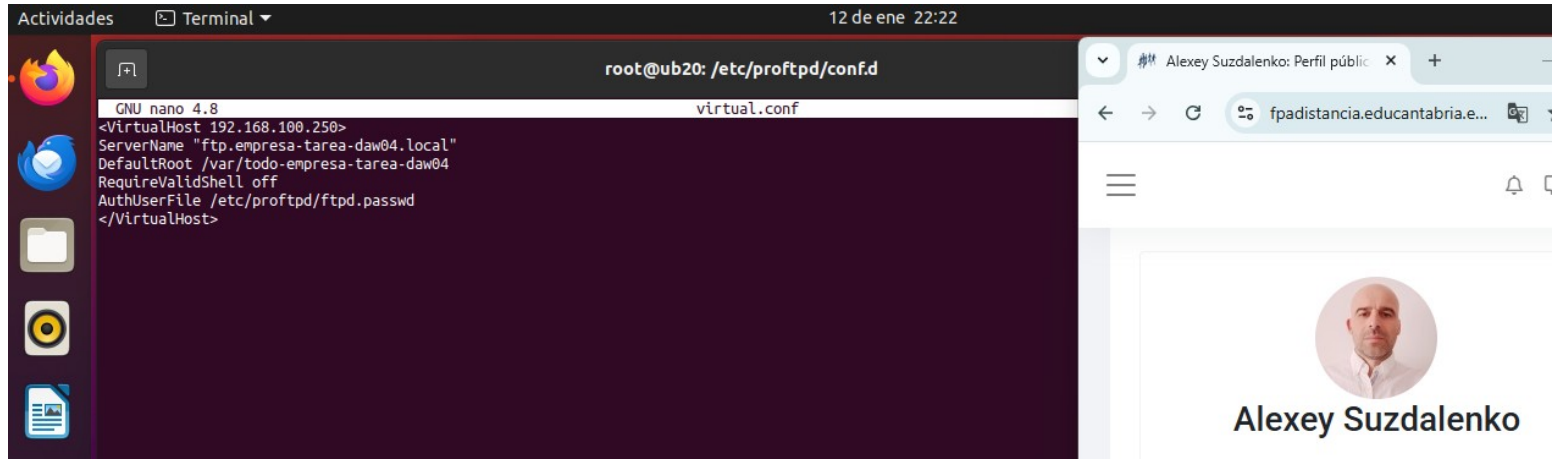 Actividades
Terminal
12 de ene 22:22
root@ub20: /etc/proftpd/conf.d
GNU nano 4.8
virtual.conf
<VirtualHost 192.168.100.250>
ServerName "ftp.empresa-tarea-daw04.local"
DefaultRoot /var/todo-empresa-tarea-daw04
RequireValidShell off
AuthUserFile /etc/proftpd/ftpd.passwd
</VirtualHost>
Alexey Suzdalenko: Perfil públic
fpadistancia.educantabria.e...
Alexey Suzdalenko